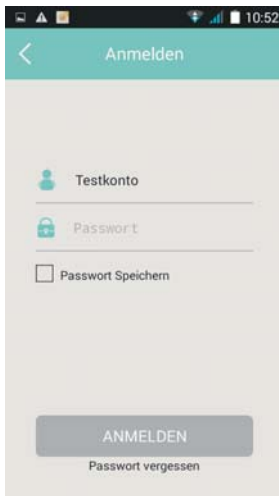 10:52
Anmelden
Testkonto
Passwort
Passwort Speichern
ANMELDEN
Passwort vergessen